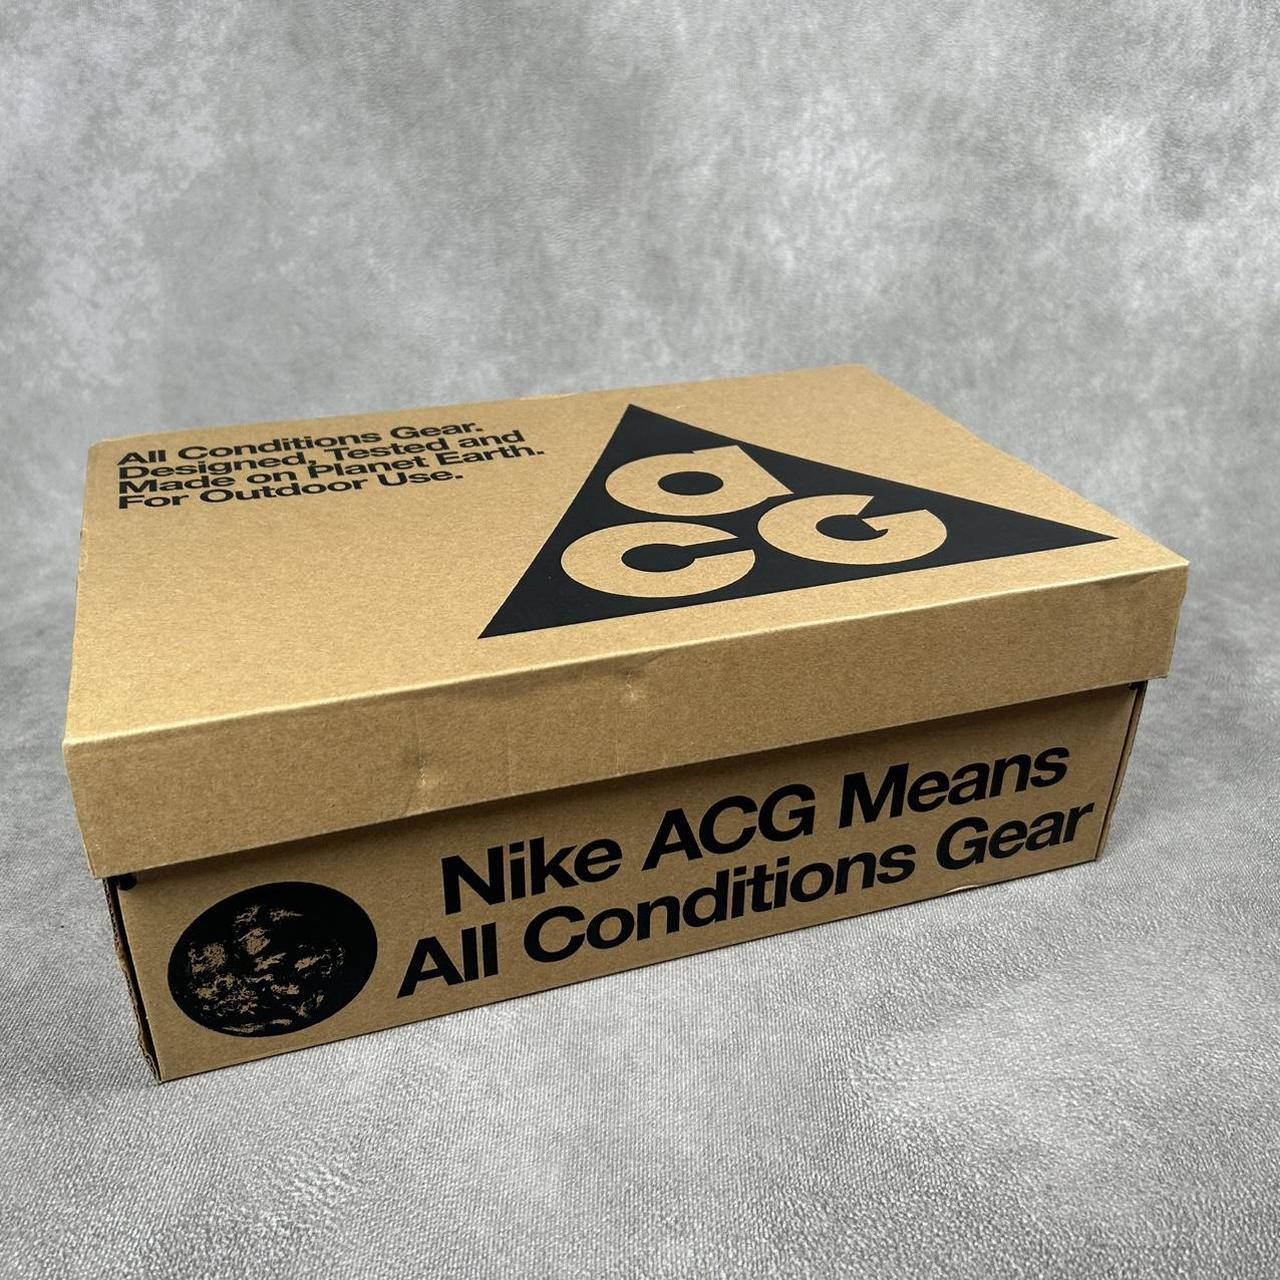 All Conditions Gear.
Designed, Tested and
Made on Planet Earth.
For Outdoor Use.
aCG
Nike ACG Means
All Conditions Gear